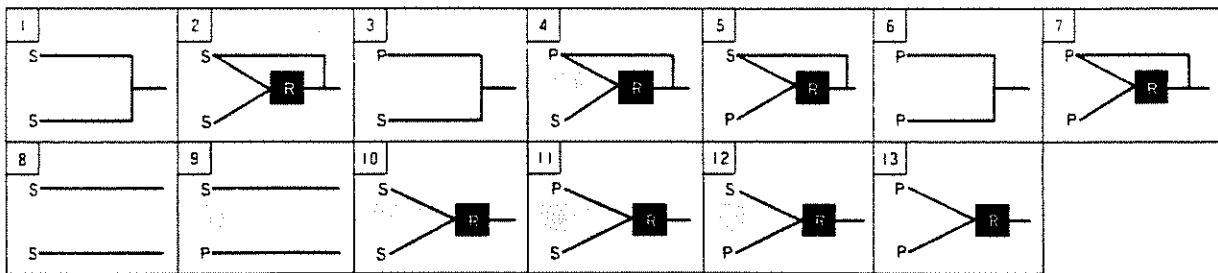 1 2 3 4 5 6 7
S S P P S P P
R R R R
S S S S P P P
8 9 10 11 12 13
S S S P S P
R R R R
S P S S P P